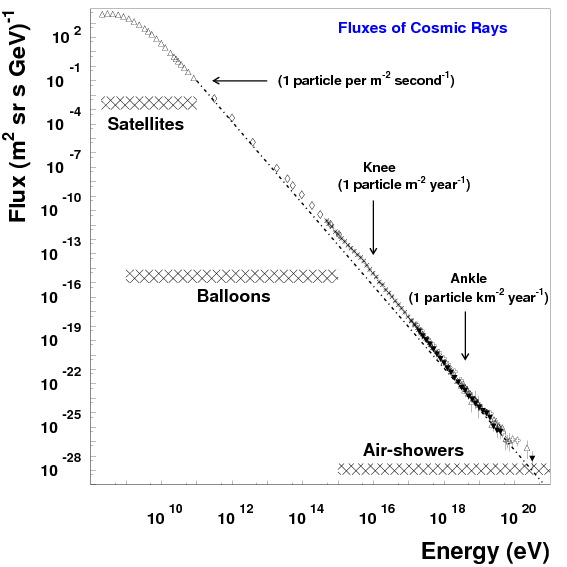 Fluxes of Cosmic Rays
Flux (m² sr s GeV)⁻¹
10 ²
10 ⁻¹
10 ⁻⁴
10 ⁻⁷
10 ⁻¹⁰
10 ⁻¹³
10 ⁻¹⁶
10 ⁻¹⁹
10 ⁻²²
10 ⁻²⁵
10 ⁻²⁸
(1 particle per m⁻² second⁻¹)
Satellites
Knee
(1 particle m⁻² year⁻¹)
Balloons
Ankle
(1 particle km⁻² year⁻¹)
Air-showers
10 ¹⁰ 10 ¹² 10 ¹⁴ 10 ¹⁶ 10 ¹⁸ 10 ²⁰
Energy (eV)